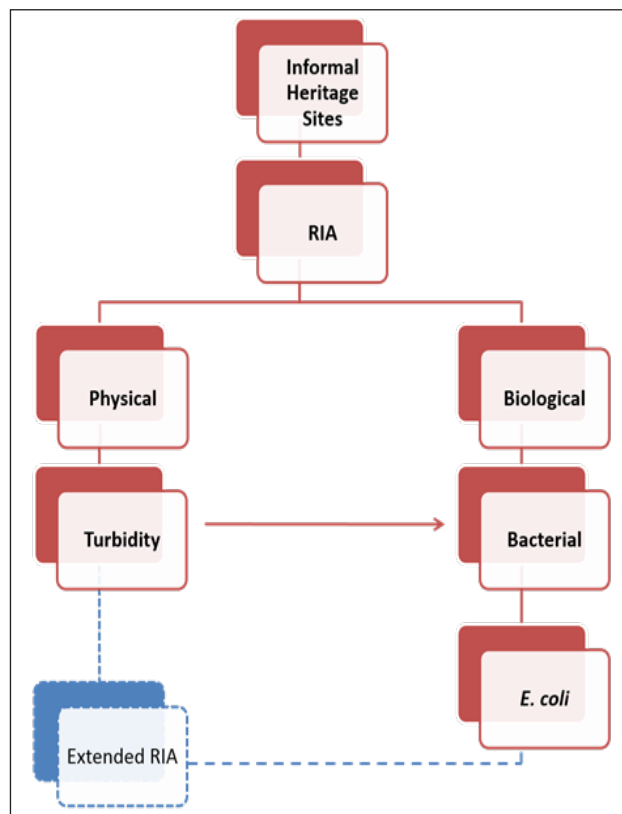 Informal
Heritage
Sites
RIA
Physical
Biological
Turbidity
Bacterial
E. coli
Extended RIA